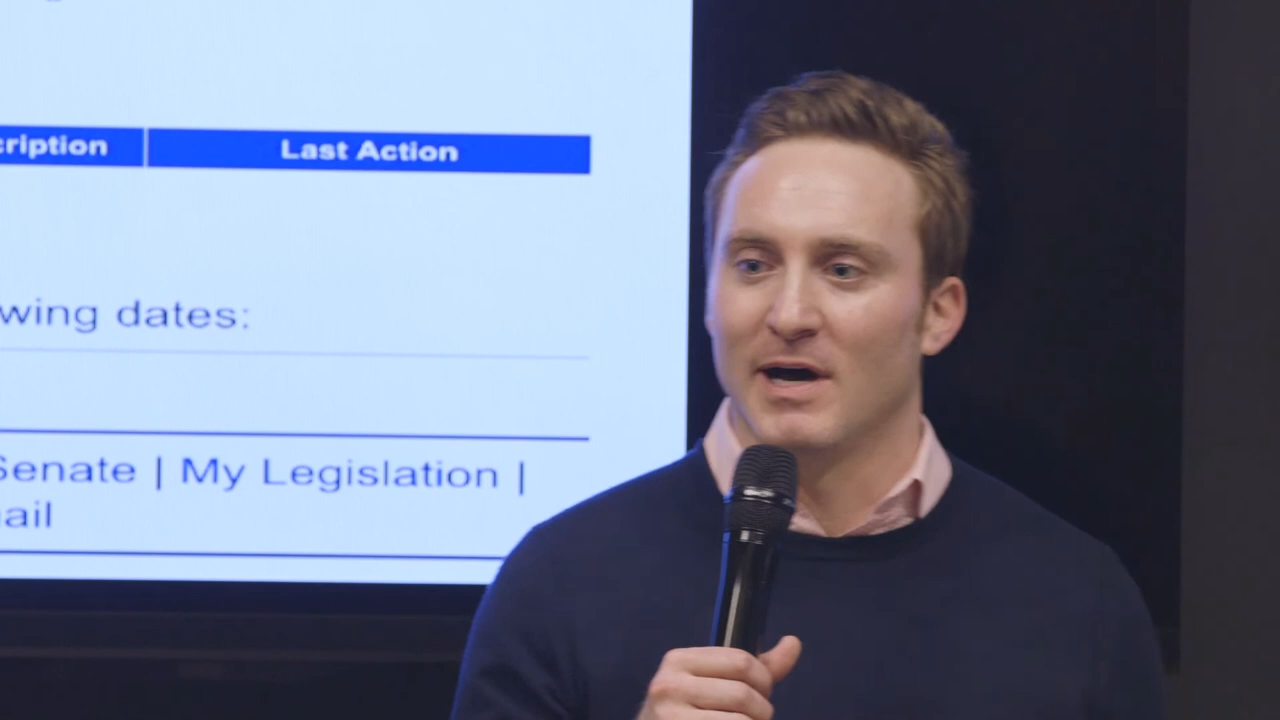 cription Last Action
wing dates:
Senate | My Legislation |
ail